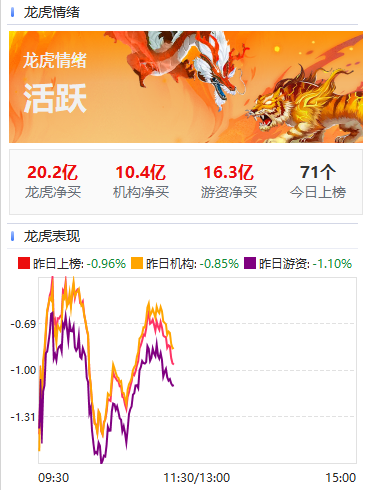 龙虎情绪
龙虎情绪
活跃
20.2亿 10.4亿 16.3亿 71个
龙虎净买 机构净买 游资净买 今日上榜
龙虎表现
昨日上榜: -0.96% 昨日机构: -0.85% 昨日游资: -1.10%
-0.69
-1.00
-1.31
09:30 11:30/13:00 15:00